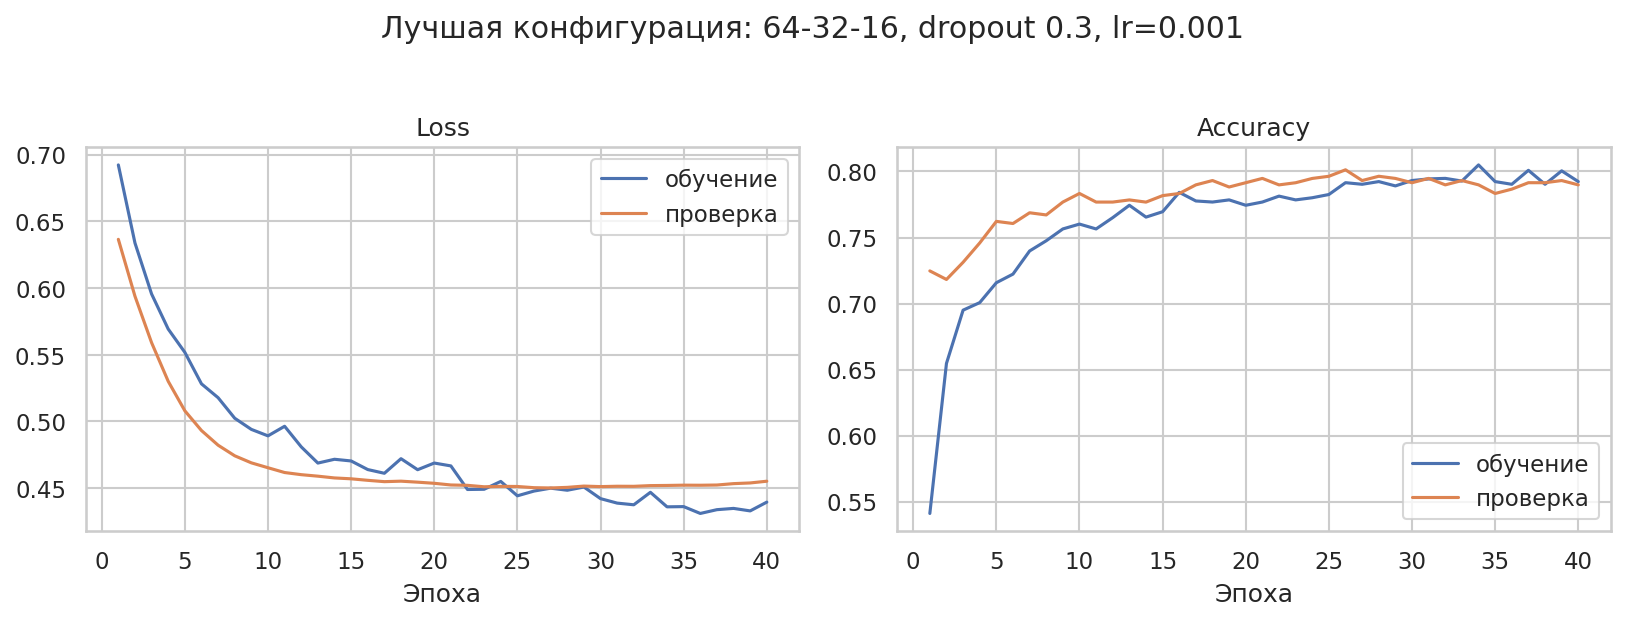 Лучшая конфигурация: 64-32-16, dropout 0.3, lr=0.001
Loss
0.70
0.65
0.60
0.55
0.50
0.45
обучение
проверка
0 5 10 15 20 25 30 35 40
Эпоха
Accuracy
0.80
0.75
0.70
0.65
0.60
0.55
обучение
проверка
0 5 10 15 20 25 30 35 40
Эпоха